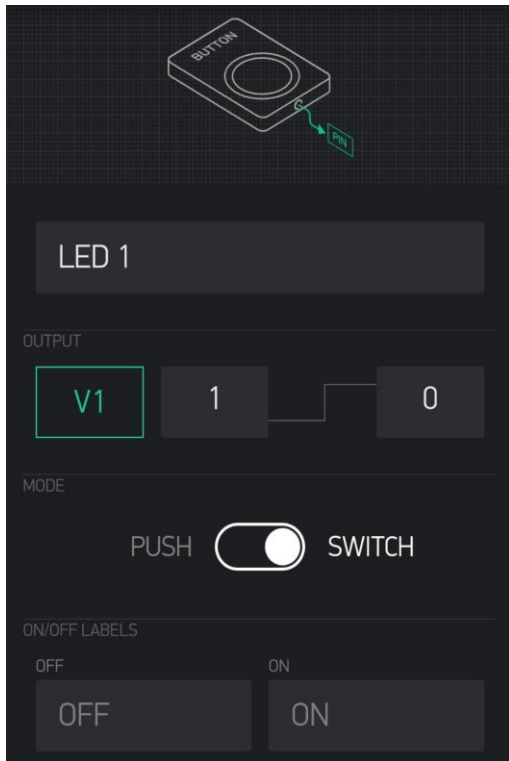 BUTTON
PIN
LED 1
OUTPUT
V1 1 0
MODE
PUSH SWITCH
ON/OFF LABELS
OFF ON
OFF ON